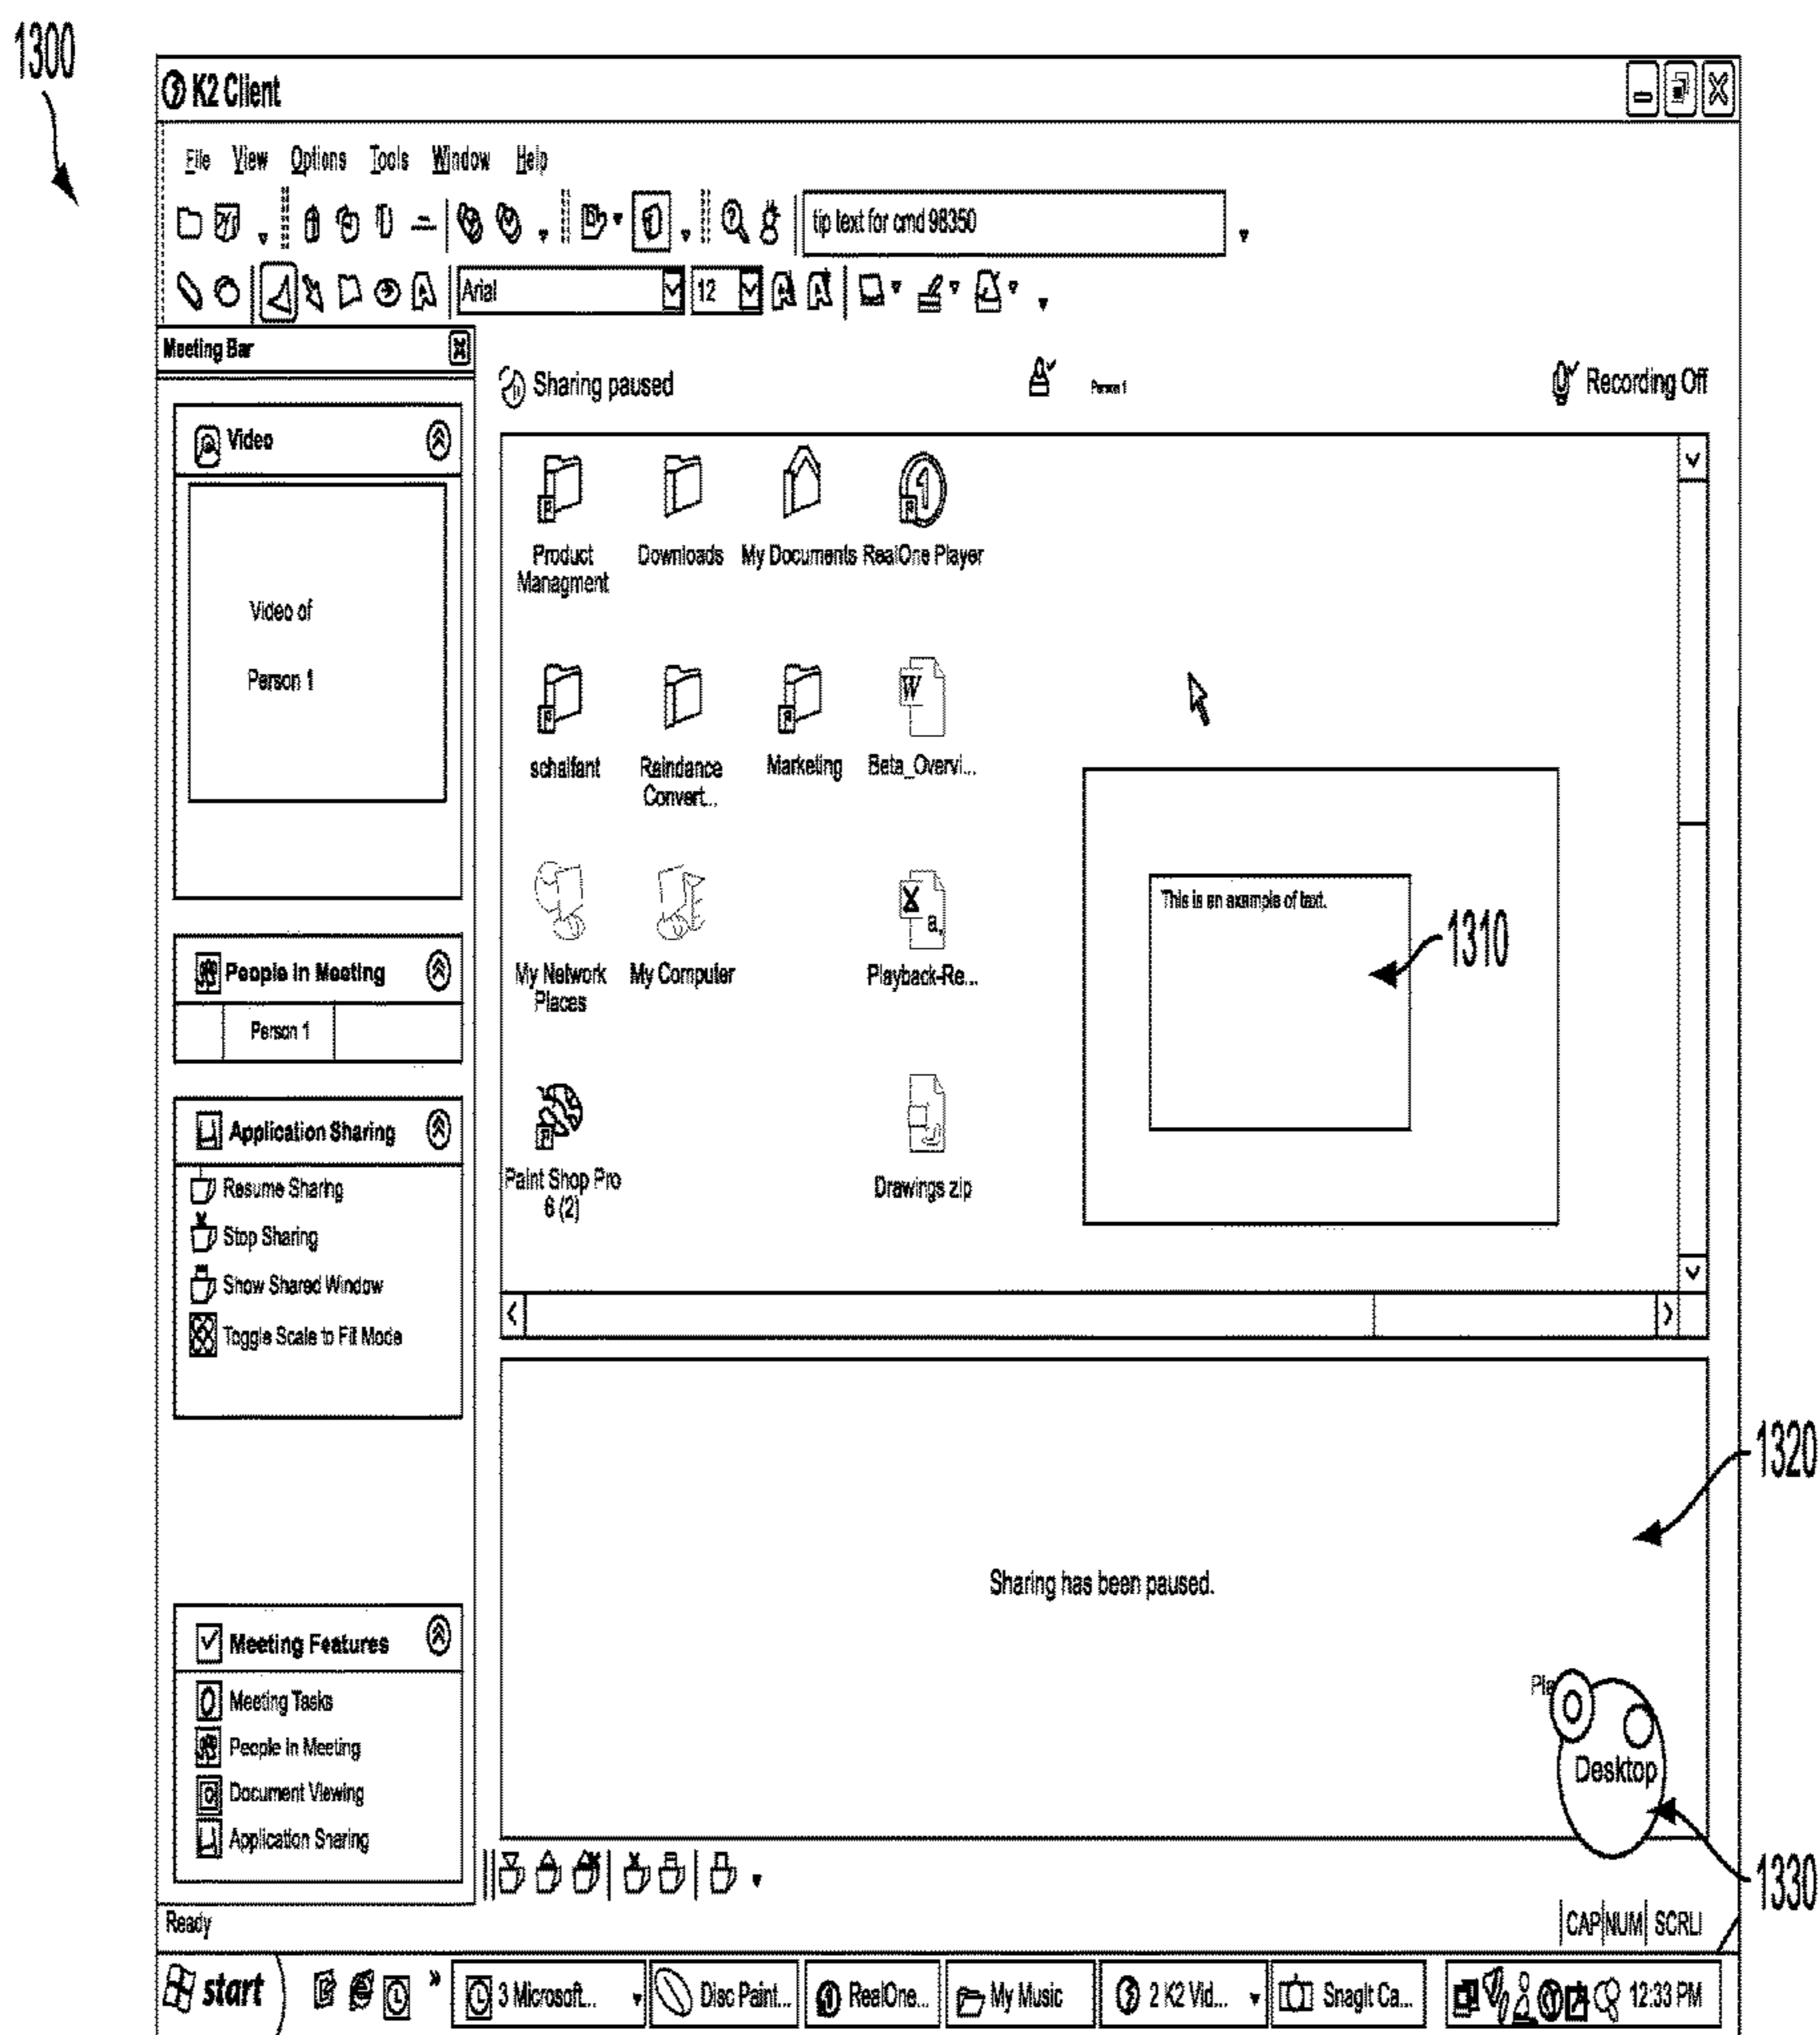 1300
K2 Client
File View Options Tools Window Help
tip text for cmd 98350
Arial 12
Meeting Bar
Sharing paused Person 1 Recording Off
Video
Video of
Person 1
People In Meeting
Person 1
Application Sharing
Resume Sharing
Stop Sharing
Show Shared Window
Toggle Scale to Fill Mode
Meeting Features
Meeting Tasks
People In Meeting
Document Viewing
Application Sharing
Product Downloads My Documents RealOne Player
Managment
schalfant Raindance Marketing Beta_Overvi...
Convert...
My Network My Computer Playback-Re...
Places
Paint Shop Pro Drawings zip
6 (2)
This is an example of text.
1310
1320
Sharing has been paused.
Pla
Desktop
1330
Ready CAP NUM SCRLI
start » 3 Microsoft... Disc Paint... RealOne... My Music 2 K2 Vid... SnagIt Ca... 12:33 PM